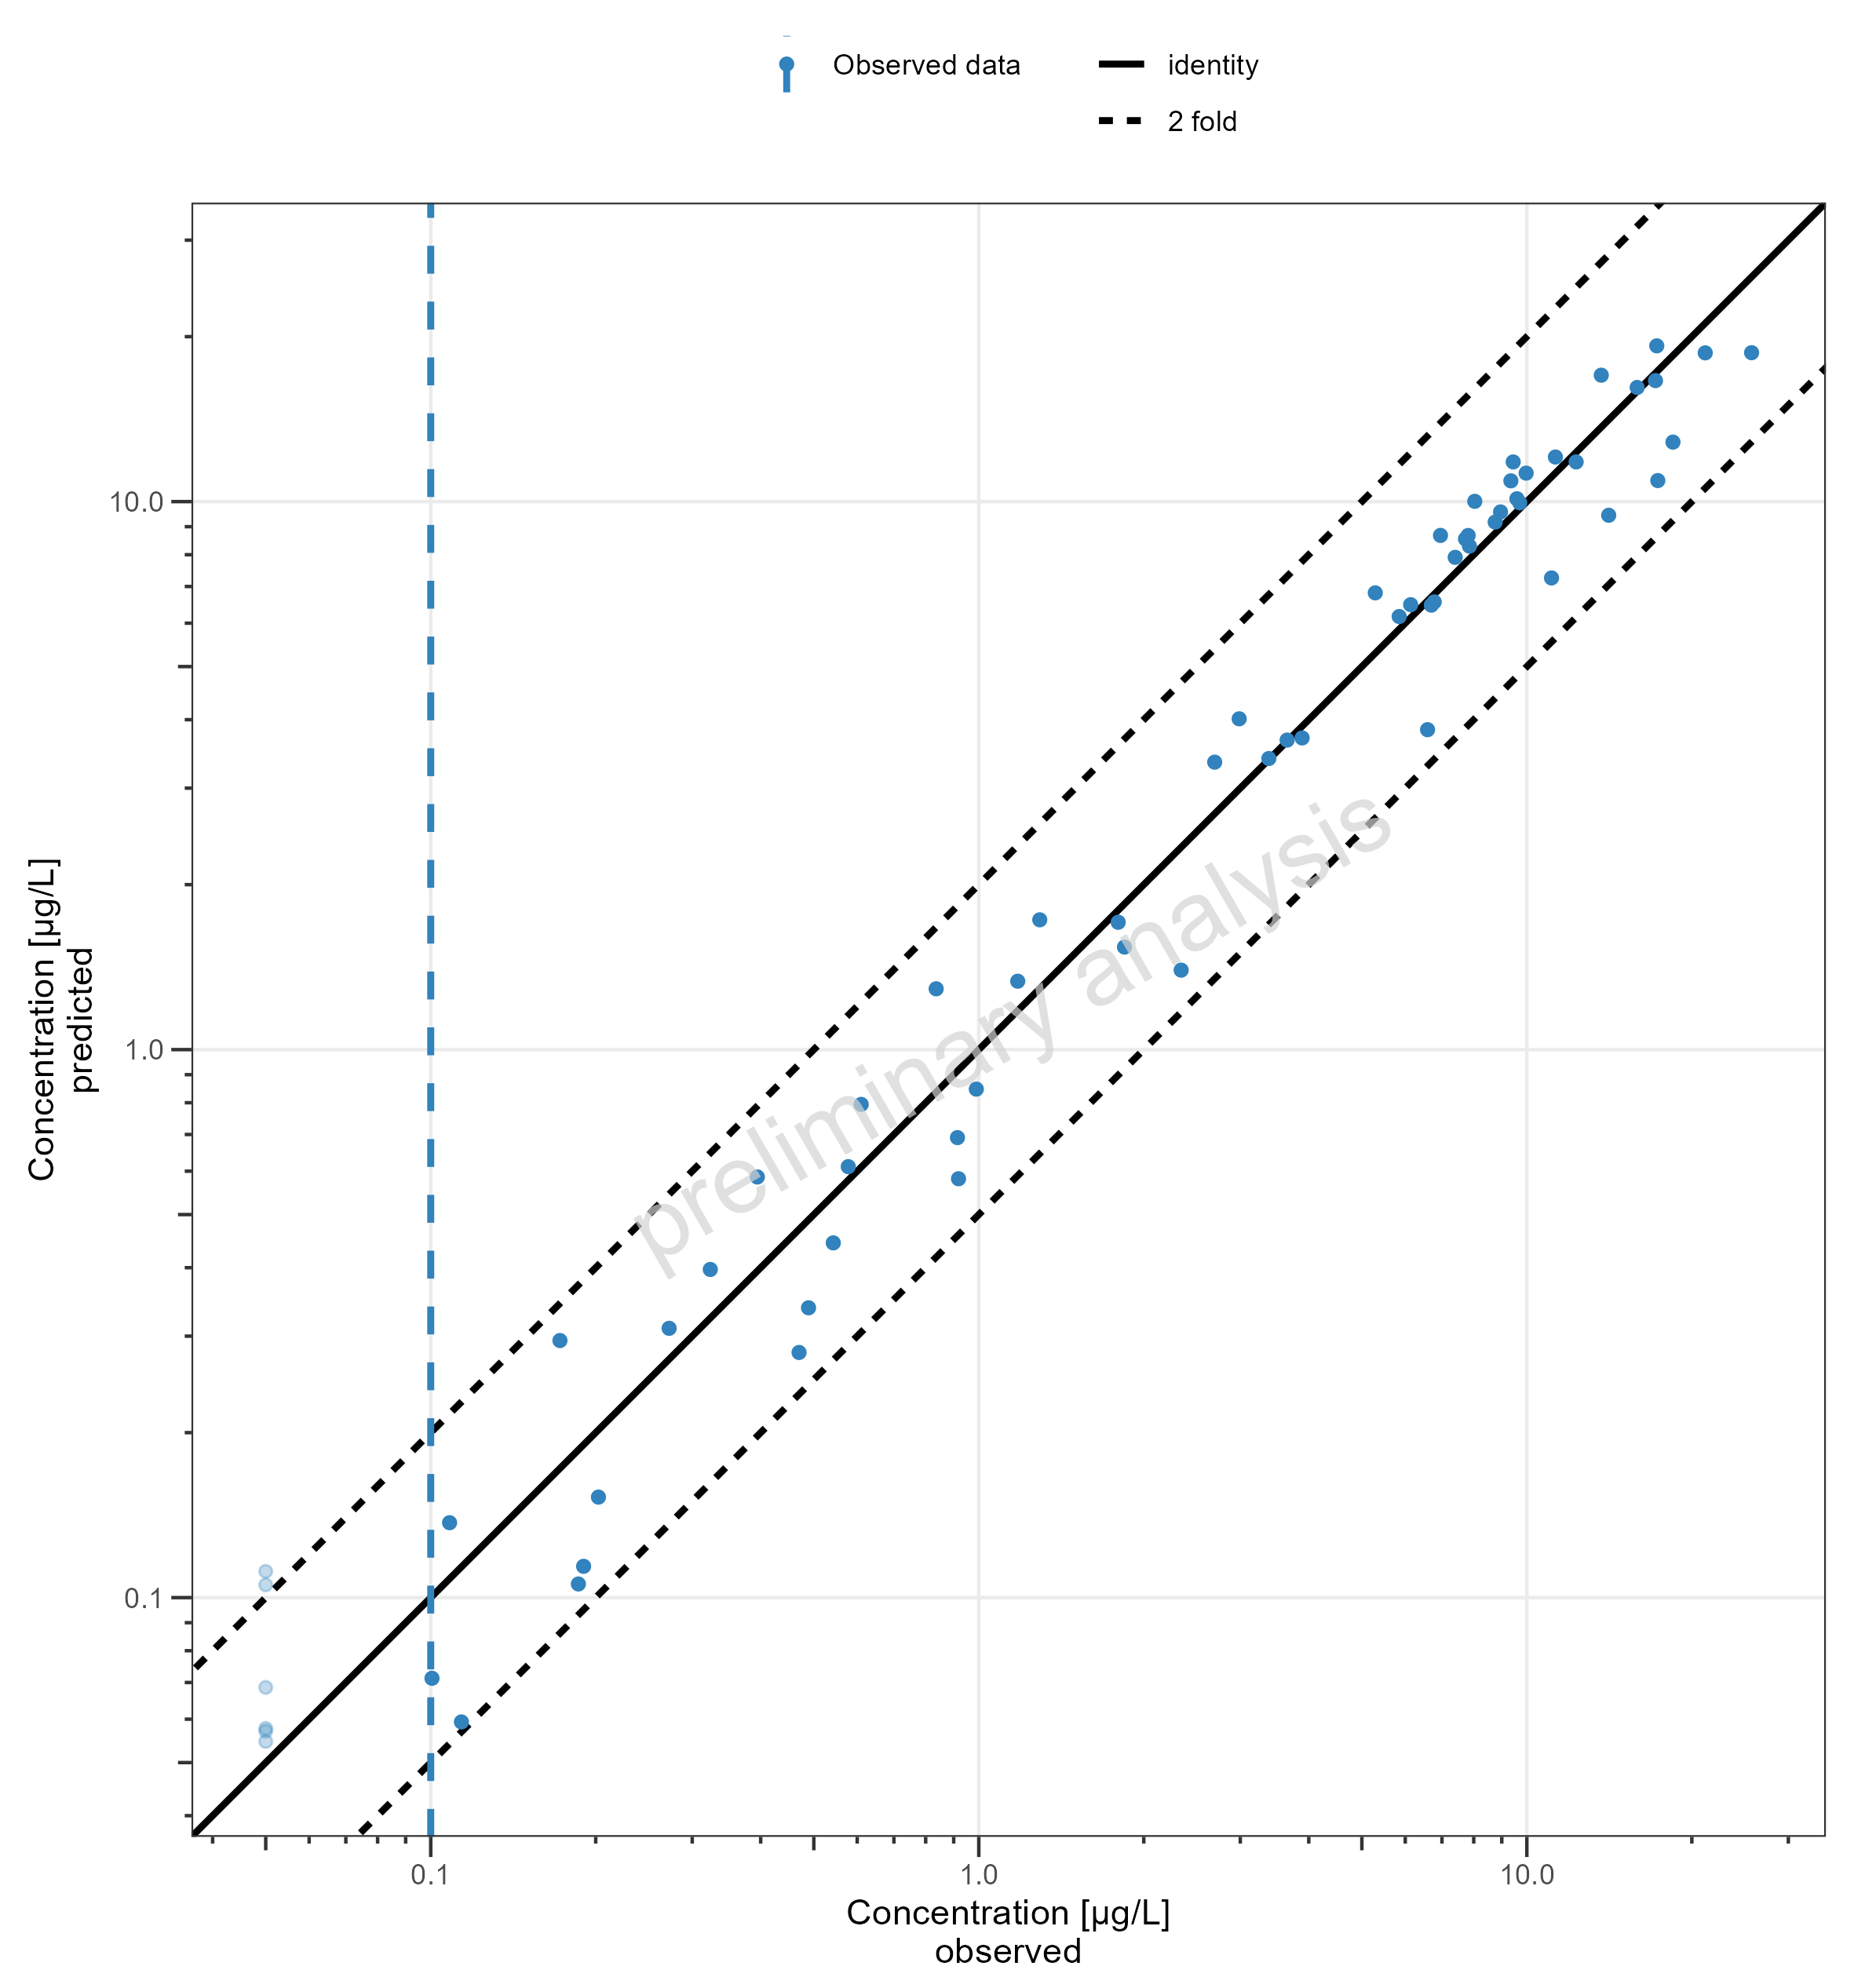 Observed data
identity
2 fold
Concentration [µg/L]
predicted
10.0
1.0
0.1
preliminary analysis
0.1
1.0
10.0
Concentration [µg/L]
observed